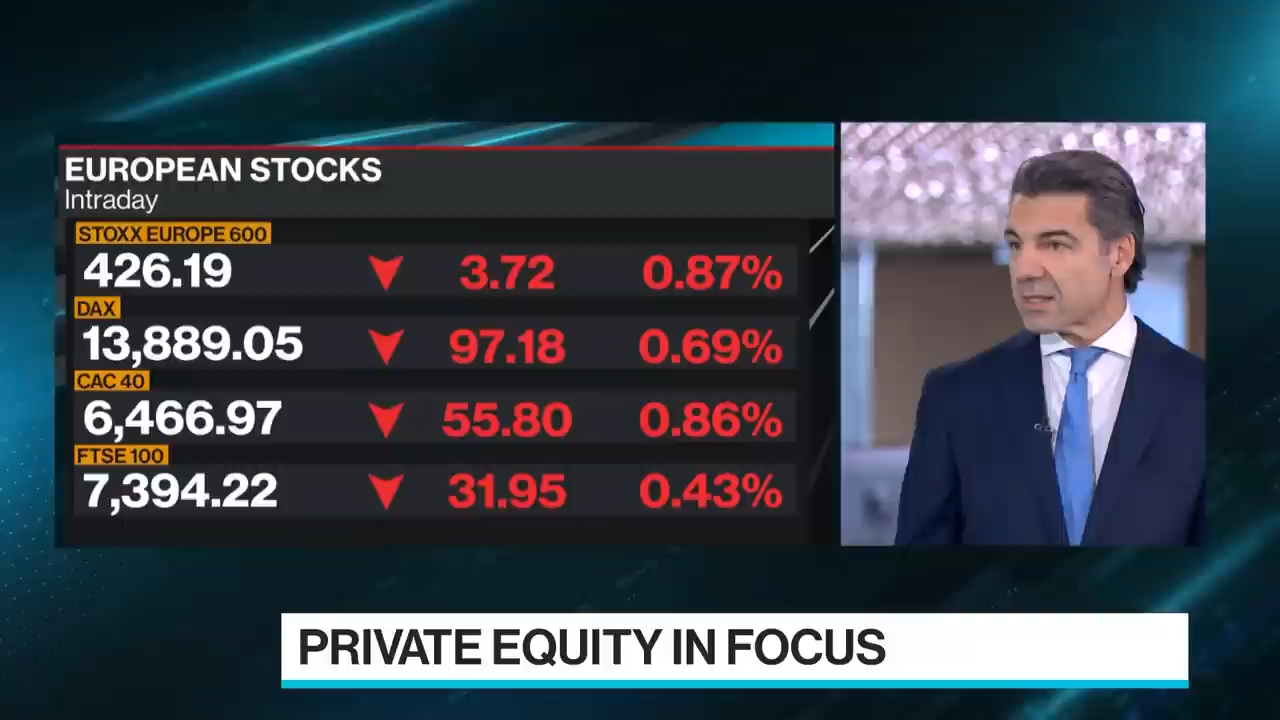 EUROPEAN STOCKS
Intraday
STOXX EUROPE 600
426.19 3.72 0.87%
DAX
13,889.05 97.18 0.69%
CAC 40
6,466.97 55.80 0.86%
FTSE 100
7,394.22 31.95 0.43%
PRIVATE EQUITY IN FOCUS